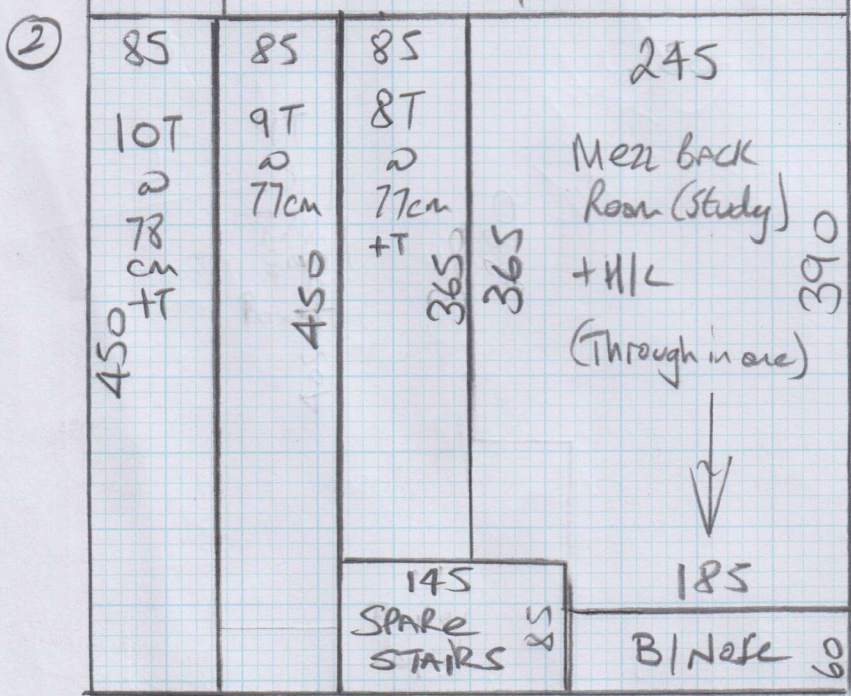 2
85
10T
@
78
cm
+T
450
85
9T
@
77cm
450
85
8T
@
77cm
+T
365
245
Mezz BACK
Room (Study)
+H/L
(Through in one)
365
390
185
145
SPARE
STAIRS
85
B/Nose
60